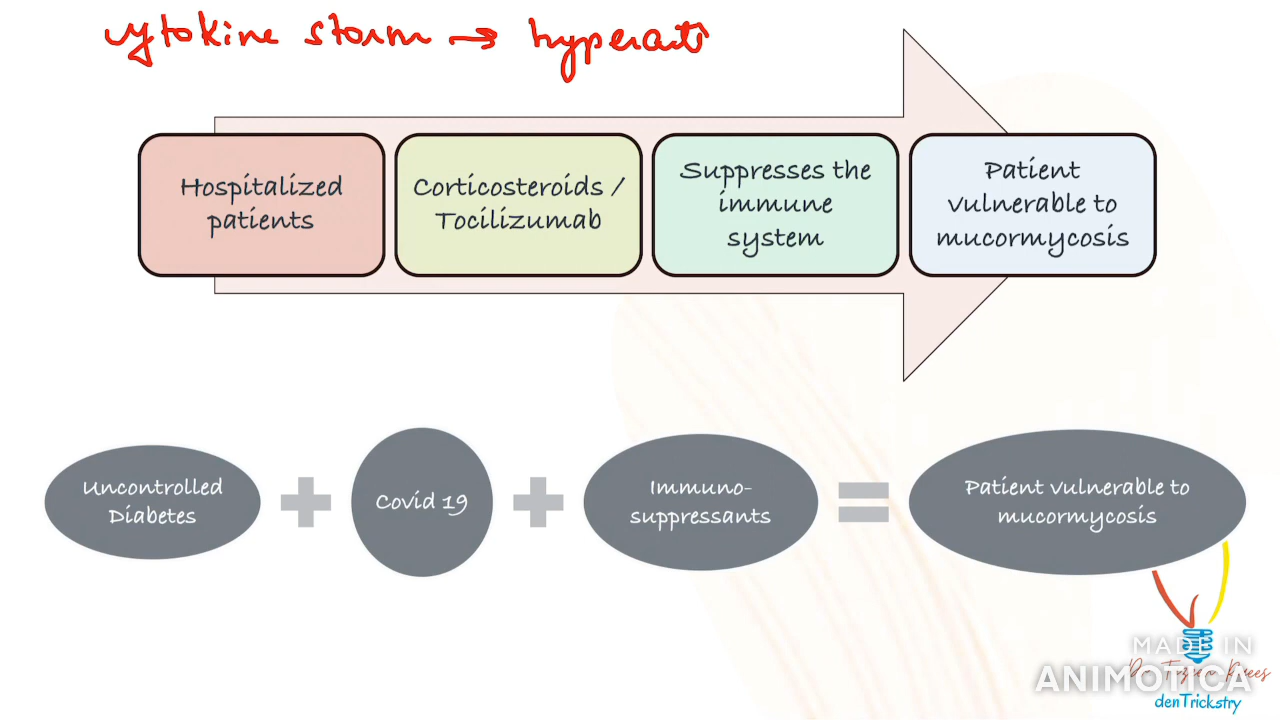 cytokine storm → hyperacti
Hospitalized
patients
Corticosteroids /
Tocilizumab
Suppresses the
immune
system
Patient
vulnerable to
mucormycosis
Uncontrolled
Diabetes
+
Covid 19
+
Immuno-
suppressants
=
Patient vulnerable to
mucormycosis
MADE IN
ANIMOTICA
denTrickstry